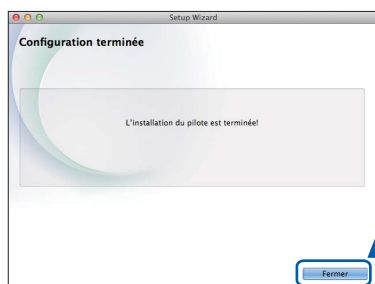 Setup Wizard
Configuration terminée
L'installation du pilote est terminée!
Fermer